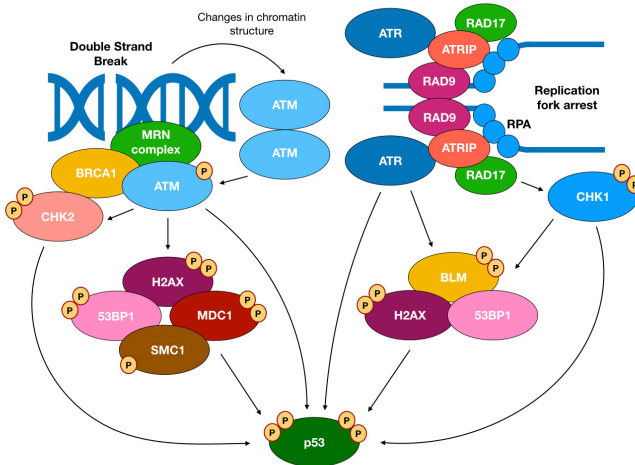 Changes in chromatin
structure
Double Strand
Break
ATM
ATM
MRN
complex
BRCA1
ATM
P
CHK2
P
P
H2AX
P
P
53BP1
P
P
MDC1
P
P
SMC1
P
ATR
RAD17
ATRIP
RAD9
Replication
fork arrest
RAD9
RPA
ATRIP
ATR
RAD17
CHK1
P
P
BLM
P
P
H2AX
P
P
53BP1
p53
P
P
P
P